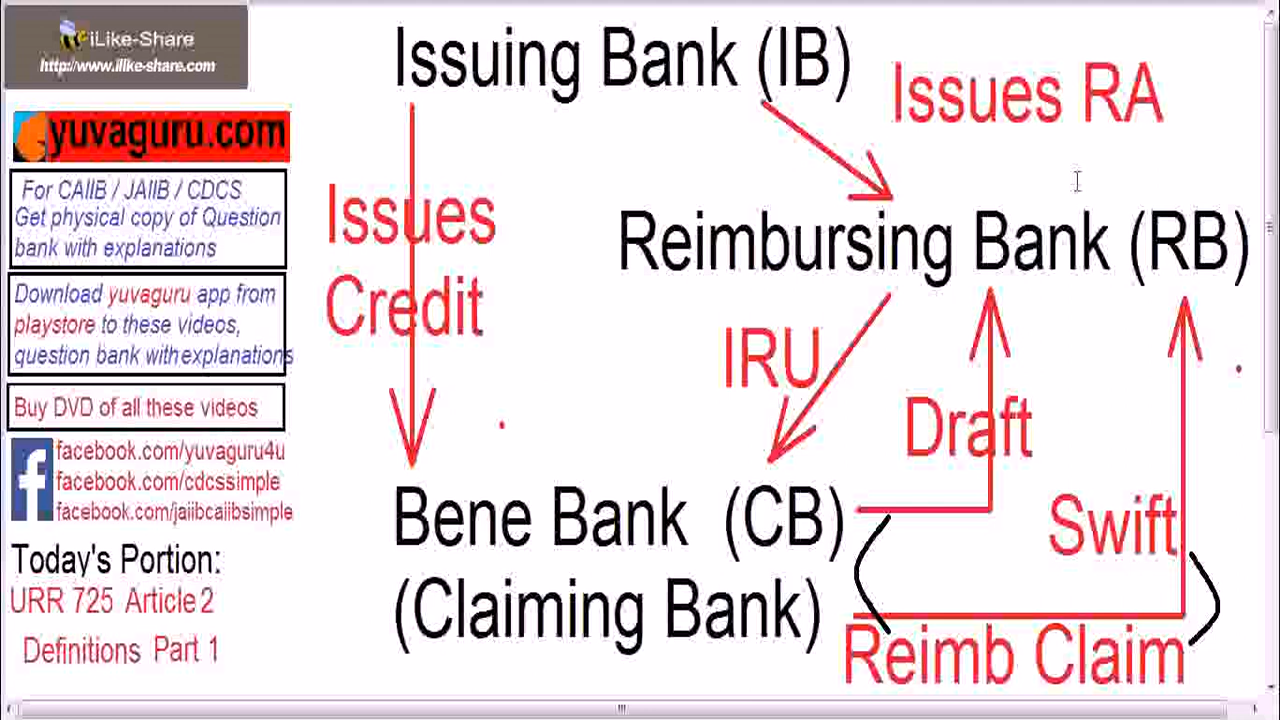 iLike-Share
http://www.ilike-share.com
yuvaguru.com
For CAIIB / JAIIB / CDCS
Get physical copy of Question
bank with explanations
Download yuvaguru app from
playstore to these videos,
question bank with explanations
Buy DVD of all these videos
facebook.com/yuvaguru4u
facebook.com/cdcssimple
facebook.com/jaiibcaiibsimple
Today's Portion:
URR 725 Article 2
Definitions Part 1
Issuing Bank (IB)
Issues RA
Issues
Credit
Reimbursing Bank (RB)
IRU
Draft
Bene Bank (CB)
(Claiming Bank)
Swift
Reimb Claim